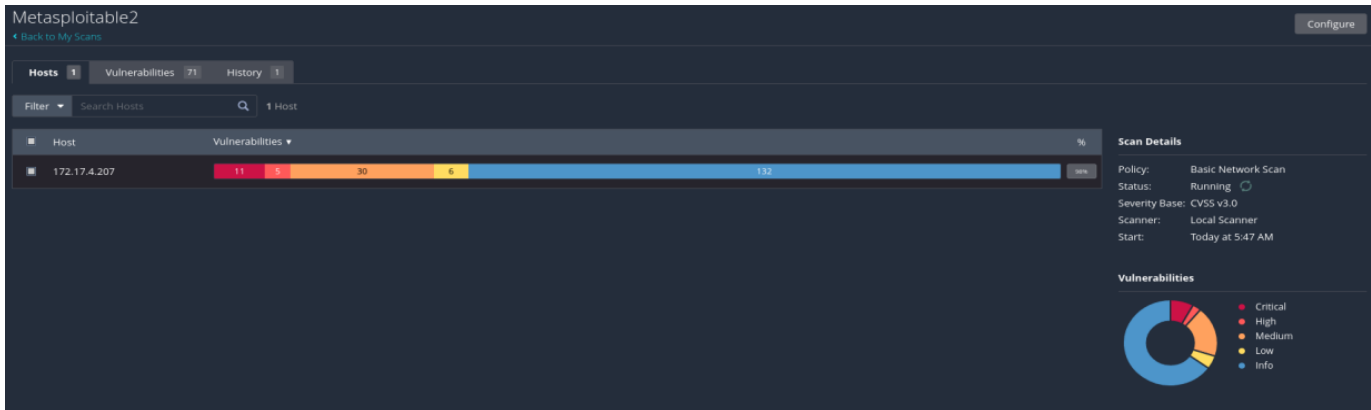 Metasploitable2
Back to My Scans
Configure
Hosts 1 Vulnerabilities 71 History 1
Filter Search Hosts 1 Host
Host Vulnerabilities %
172.17.4.207 11 5 30 6 132
Scan Details
Policy: Basic Network Scan
Status: Running
Severity Base: CVSS v3.0
Scanner: Local Scanner
Start: Today at 5:47 AM
Vulnerabilities
Critical
High
Medium
Low
Info